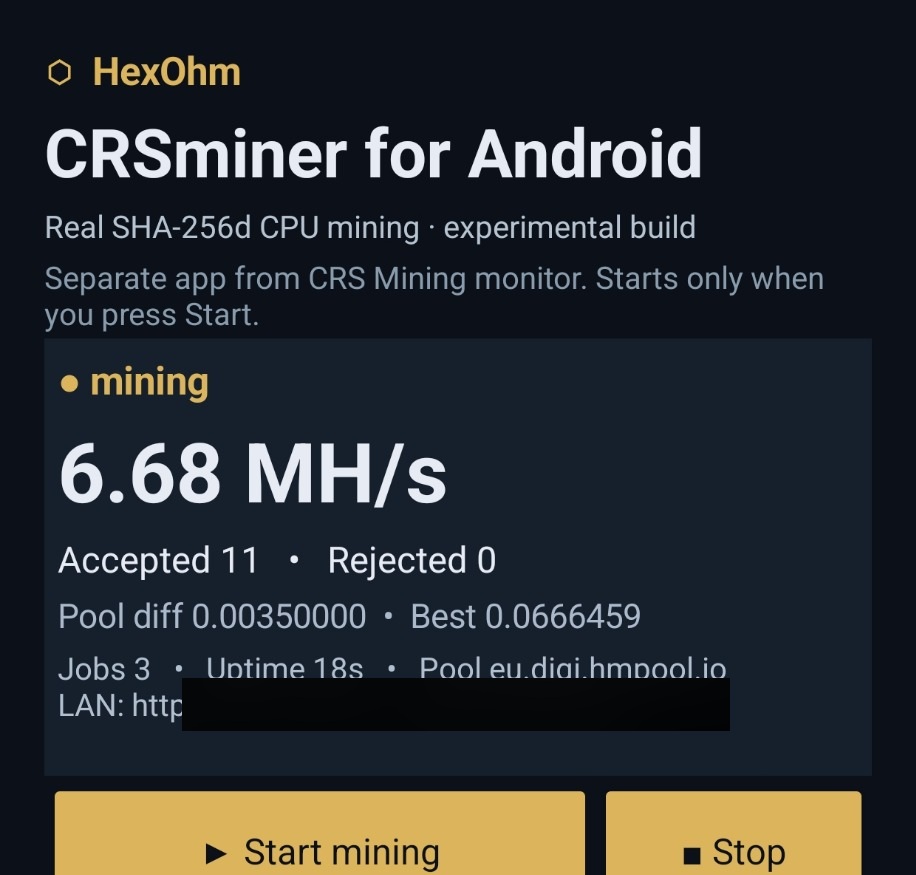 HexOhm
CRSminer for Android
Real SHA-256d CPU mining · experimental build
Separate app from CRS Mining monitor. Starts only when
you press Start.
● mining
6.68 MH/s
Accepted 11 • Rejected 0
Pool diff 0.00350000 • Best 0.0666459
Jobs 3 • Uptime 18s • Pool eu.digi.hmpool.io
LAN: http
▶ Start mining
■ Stop